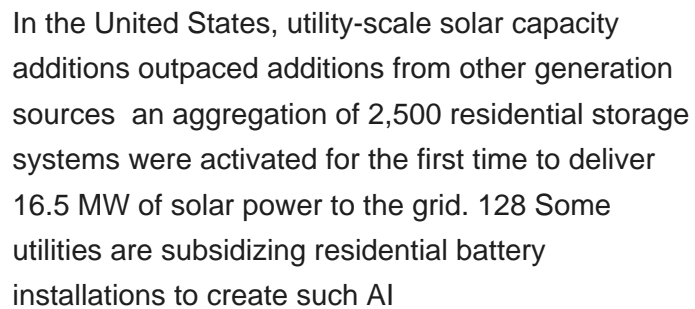 In the United States, utility-scale solar capacity
additions outpaced additions from other generation
sources  an aggregation of 2,500 residential storage
systems were activated for the first time to deliver
16.5 MW of solar power to the grid. 128 Some
utilities are subsidizing residential battery
installations to create such AI